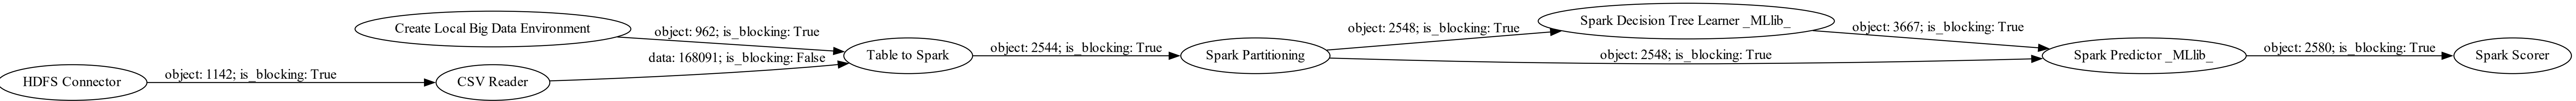 Create Local Big Data Environment
object: 962; is_blocking: True
HDFS Connector
object: 1142; is_blocking: True
CSV Reader
data: 168091; is_blocking: False
Table to Spark
object: 2544; is_blocking: True
Spark Partitioning
object: 2548; is_blocking: True
Spark Decision Tree Learner _MLlib_
object: 3667; is_blocking: True
object: 2548; is_blocking: True
Spark Predictor _MLlib_
object: 2580; is_blocking: True
Spark Scorer